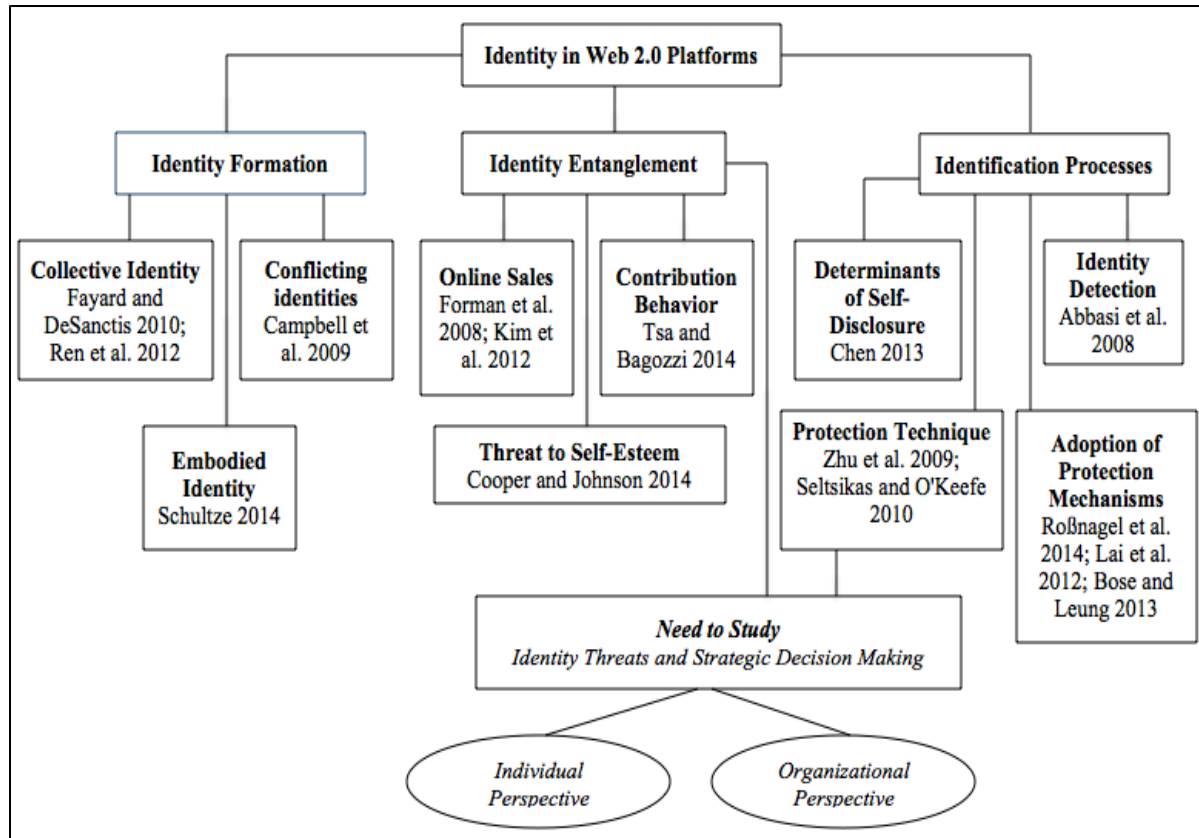 Identity in Web 2.0 Platforms
Identity Formation
Identity Entanglement
Identification Processes
Collective Identity
Fayard and
DeSanctis 2010;
Ren et al. 2012
Conflicting
identities
Campbell et
al. 2009
Online Sales
Forman et al.
2008; Kim et
al. 2012
Contribution
Behavior
Tsa and
Bagozzi 2014
Determinants
of Self-
Disclosure
Chen 2013
Identity
Detection
Abbasi et al.
2008
Embodied
Identity
Schultze 2014
Threat to Self-Esteem
Cooper and Johnson 2014
Protection Technique
Zhu et al. 2009;
Seltsikas and O'Keefe
2010
Adoption of
Protection
Mechanisms
Roßnagel et al.
2014; Lai et al.
2012; Bose and
Leung 2013
Need to Study
Identity Threats and Strategic Decision Making
Individual
Perspective
Organizational
Perspective